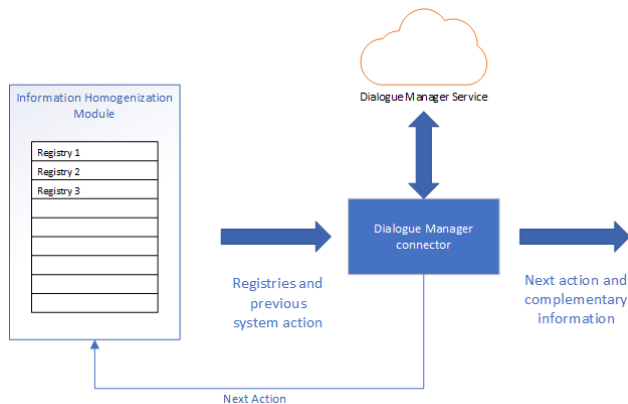 Dialogue Manager Service
Information Homogenization
Module
Registry 1
Registry 2
Registry 3
Dialogue Manager
connector
Registries and
previous
system action
Next action and
complementary
information
Next Action